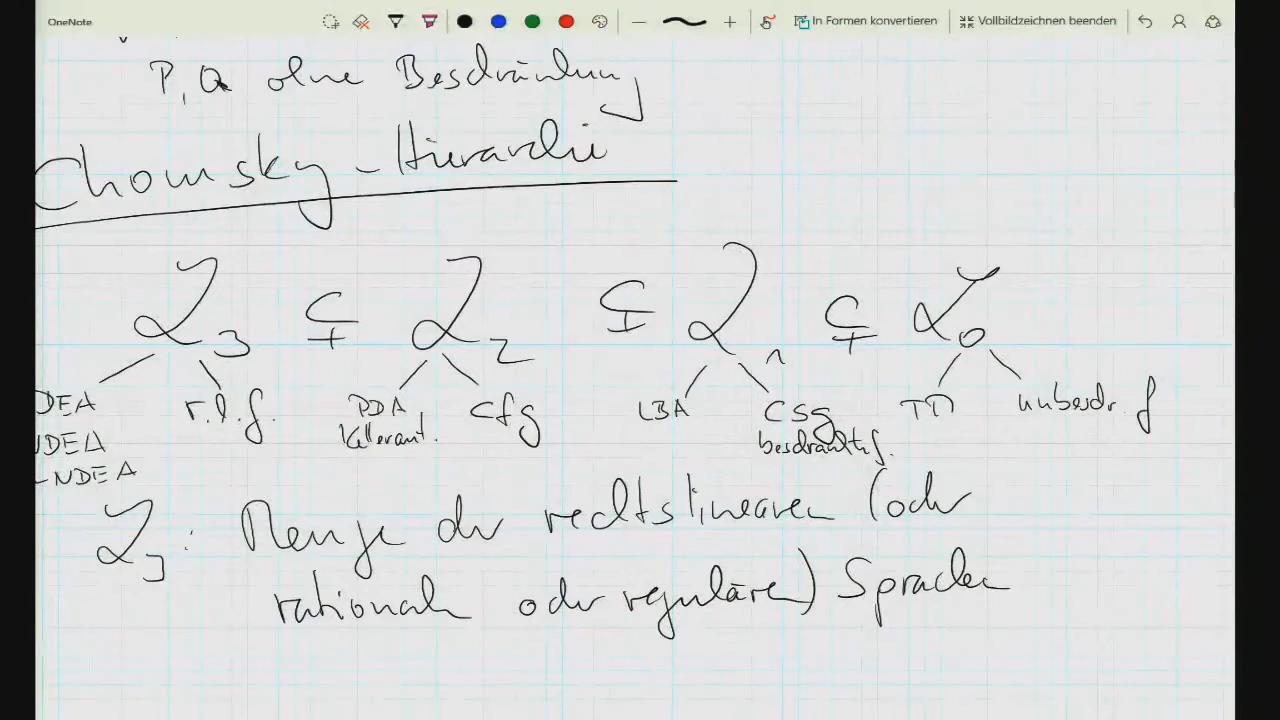 OneNote
In Formen konvertieren
Vollbildzeichnen beenden
P, Q ohne Beschränkung
Chomsky-Hierarchie
L3 ⊊ L2 ⊊ L1 ⊊ L0
DEA r.l.g. PDA cfg LBA csg TM unbeschr. g
NDEA Kelleraut. beschränkt g.
-NDEA
L3: Menge der rechtslinearen (oder
rationalen oder regulären) Sprachen